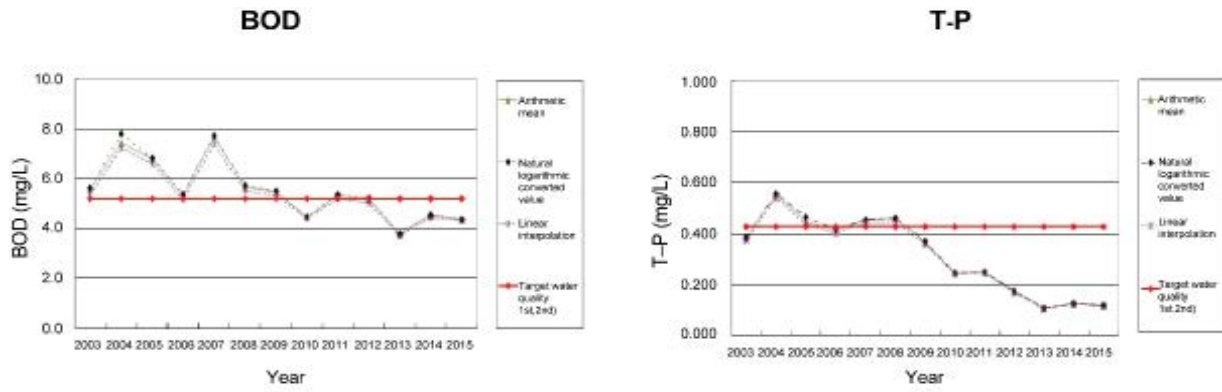 BOD
10.0
8.0
6.0
4.0
2.0
0.0
BOD (mg/L)
2003 2004 2005 2006 2007 2008 2009 2010 2011 2012 2013 2014 2015
Year
Arithmetic
mean
Natural
logarithmic
converted
value
Linear
interpolation
Target water
quality
1st,2nd)
T-P
1.000
0.800
0.600
0.400
0.200
0.000
T-P (mg/L)
2003 2004 2005 2006 2007 2008 2009 2010 2011 2012 2013 2014 2015
Year
Arithmetic
mean
Natural
logarithmic
converted
value
Linear
interpolation
Target water
quality
1st,2nd)